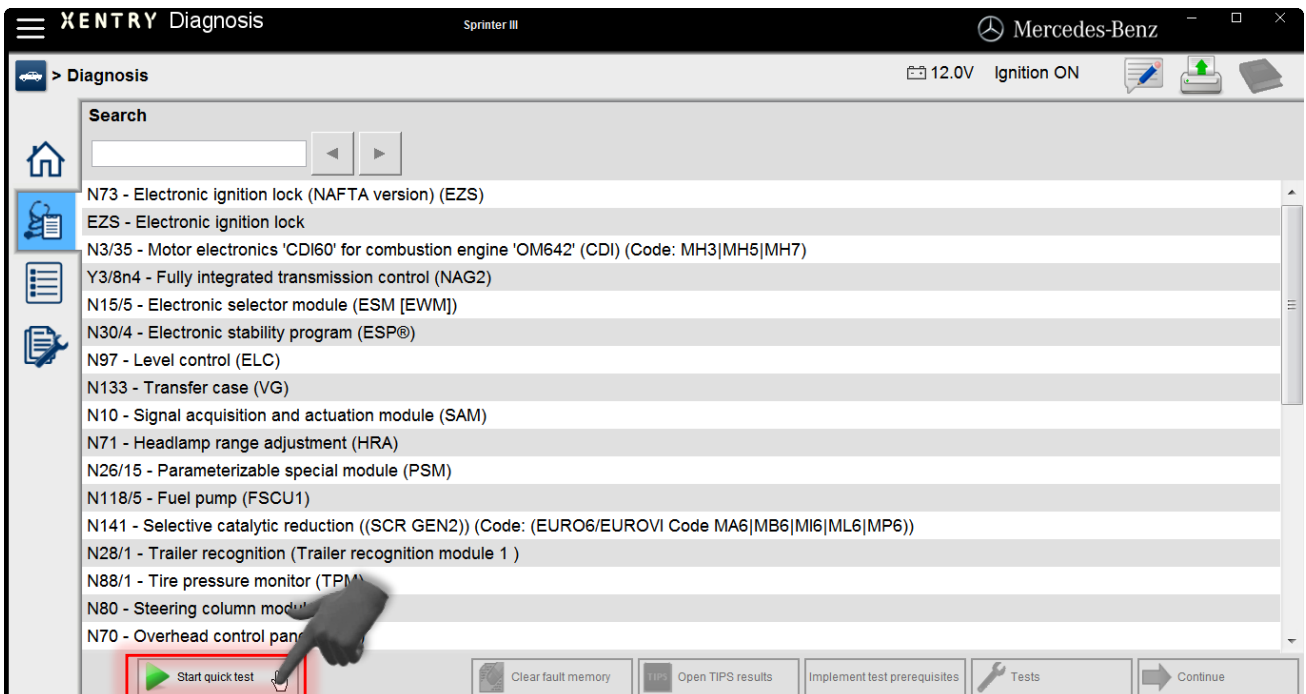 XENTRY Diagnosis
Sprinter III
Mercedes-Benz
> Diagnosis
12.0V
Ignition ON
Search
N73 - Electronic ignition lock (NAFTA version) (EZS)
EZS - Electronic ignition lock
N3/35 - Motor electronics 'CDI60' for combustion engine 'OM642' (CDI) (Code: MH3|MH5|MH7)
Y3/8n4 - Fully integrated transmission control (NAG2)
N15/5 - Electronic selector module (ESM [EWM])
N30/4 - Electronic stability program (ESP®)
N97 - Level control (ELC)
N133 - Transfer case (VG)
N10 - Signal acquisition and actuation module (SAM)
N71 - Headlamp range adjustment (HRA)
N26/15 - Parameterizable special module (PSM)
N118/5 - Fuel pump (FSCU1)
N141 - Selective catalytic reduction ((SCR GEN2)) (Code: (EURO6/EUROVI Code MA6|MB6|MI6|ML6|MP6))
N28/1 - Trailer recognition (Trailer recognition module 1 )
N88/1 - Tire pressure monitor (TPM)
N80 - Steering column
N70 - Overhead control
Start quick test
Clear fault memory
TIPS
Open TIPS results
Implement test prerequisites
Tests
Continue